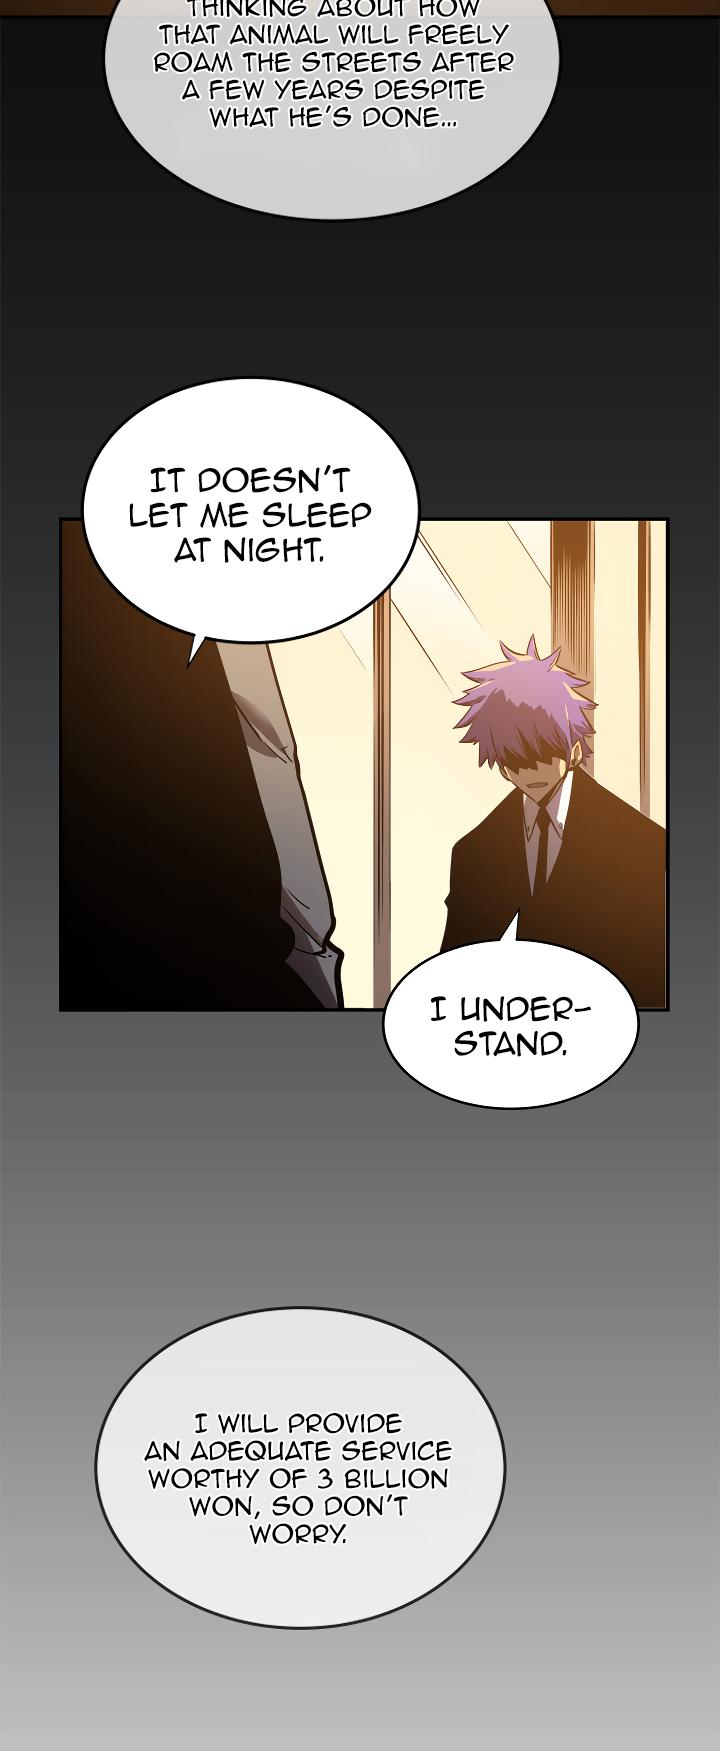 THINKING ABOUT HOW
THAT ANIMAL WILL FREELY
ROAM THE STREETS AFTER
A FEW YEARS DESPITE
WHAT HE'S DONE...
IT DOESN'T
LET ME SLEEP
AT NIGHT.
I UNDER-
STAND.
I WILL PROVIDE
AN ADEQUATE SERVICE
WORTHY OF 3 BILLION
WON, SO DON'T
WORRY.